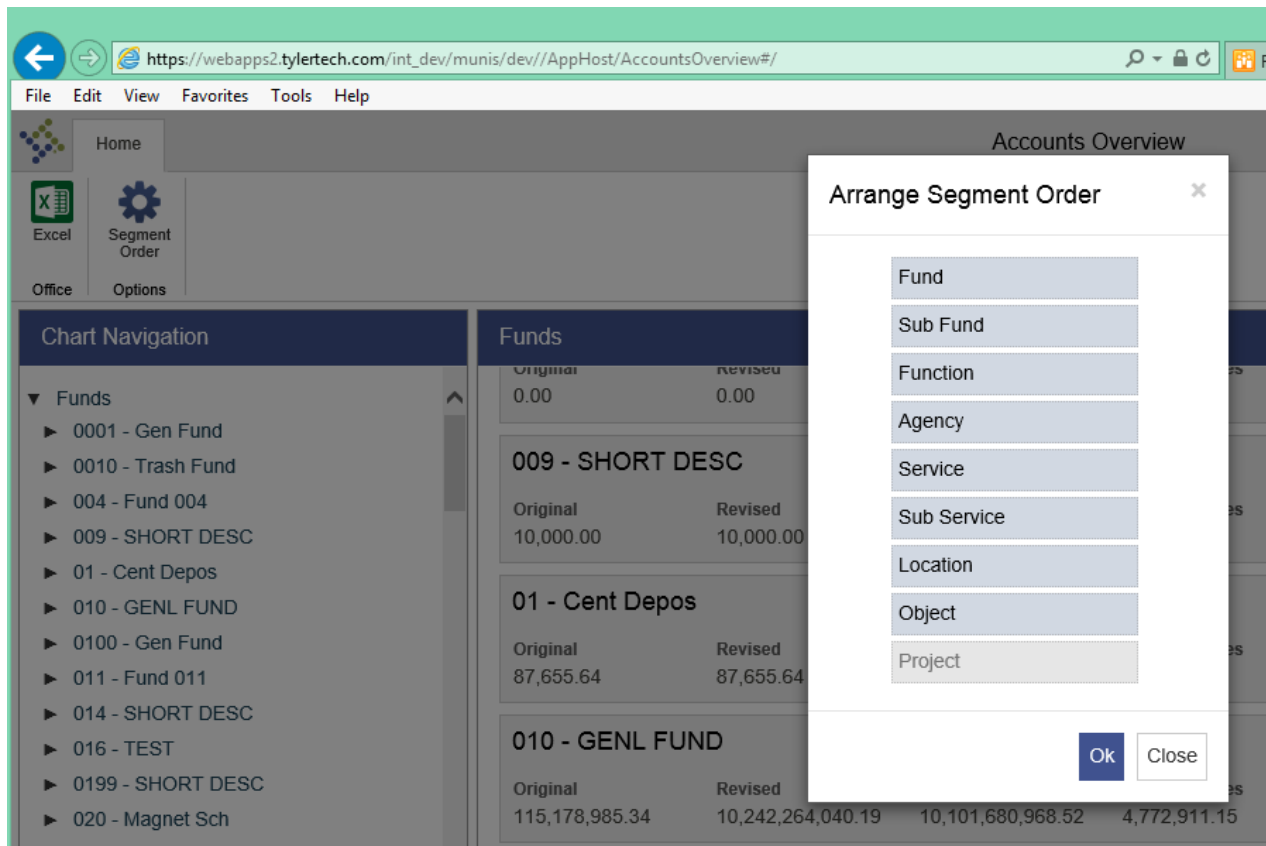 https://webapps2.tylertech.com/int_dev/munis/dev//AppHost/AccountsOverview#/
File Edit View Favorites Tools Help
Home
Accounts Overview
Excel
Segment
Order
Office
Options
Chart Navigation
Funds
0001 - Gen Fund
0010 - Trash Fund
004 - Fund 004
009 - SHORT DESC
01 - Cent Depos
010 - GENL FUND
0100 - Gen Fund
011 - Fund 011
014 - SHORT DESC
016 - TEST
0199 - SHORT DESC
020 - Magnet Sch
Funds
Original Revised
0.00 0.00
009 - SHORT DESC
Original Revised
10,000.00 10,000.00
01 - Cent Depos
Original Revised
87,655.64 87,655.64
010 - GENL FUND
Original Revised
115,178,985.34 10,242,264,040.19 10,101,680,968.52 4,772,911.15
Arrange Segment Order
Fund
Sub Fund
Function
Agency
Service
Sub Service
Location
Object
Project
Ok Close